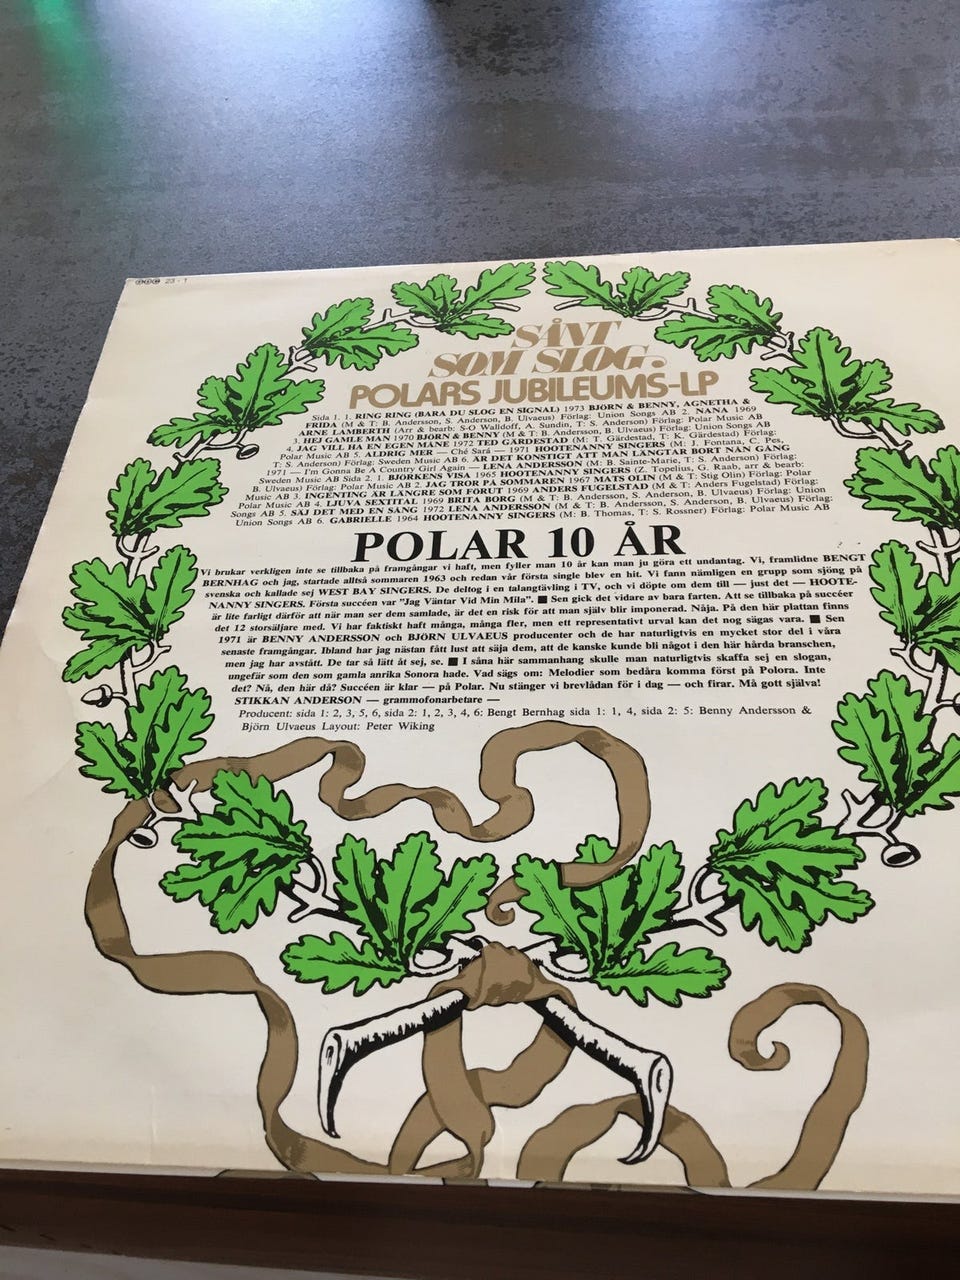 23 - 1
SÅNT
SOM SLOG.
POLARS JUBILEUMS-LP
Side 1. 1. RING RING (BARA DU SLOG EN SIGNAL) 1973 BJÖRN & BENNY, AGNETHA &
FRIDA (M & T: B. Andersson, S. Anderson, B. Ulvaeus) Förlag: Union Songs AB 2. NANA 1969
ARNE LAMBERTH (Arr & bearb: S-O Walldoff, A. Sundin, T: S. Anderson) Förlag: Polar Music AB
3. HEJ GAMLE MAN 1970 BJÖRN & BENNY (M & T: B. Andersson, B. Ulvaeus) Förlag: Union Songs AB
4. JAG VILL HA EN EGEN MÅNE 1972 TED GÄRDESTAD (M: T. Gärdestad, T: K. Gärdestad) Förlag:
Polar Music AB 5. ALDRIG MER — Ché Sará — 1971 HOOTENANNY SINGERS (M: J. Fontana, C. Pes,
T: S. Anderson) Förlag: Sweden Music AB 6. ÄR DET KONSTIGT ATT MAN LÄNGTAR BORT NÅN GÅNG
1971 — I'm Gonna Be A Country Girl Again — LENA ANDERSSON (M: B. Sainte-Marie, T: S. Anderson) Förlag:
Sweden Music AB Sida 2. 1. BJÖRKENS VISA 1965 HOOTENANNY SINGERS (Z. Topelius, G. Raab, arr & bearb:
B. Ulvaeus) Förlag: Polar Music AB 2. JAG TROR PÅ SOMMAREN 1967 MATS OLIN (M & T: Stig Olin) Förlag: Polar
Music AB 3. INGENTING ÄR LÄNGRE SOM FÖRUT 1969 ANDERS FUGELSTAD (M & T: Anders Fugelstad) Förlag:
Polar Music AB 4. LJUVA SEXTITAL 1969 BRITA BORG (M & T: B. Andersson, S. Anderson, B. Ulvaeus) Förlag: Union
Songs AB 5. SÄJ DET MED EN SÅNG 1972 LENA ANDERSSON (M & T: B. Andersson, S. Anderson, B. Ulvaeus) Förlag:
Union Songs AB 6. GABRIELLE 1964 HOOTENANNY SINGERS (M: B. Thomas, T: S. Rossner) Förlag: Polar Music AB
POLAR 10 ÅR
Vi brukar verkligen inte se tillbaka på framgångar vi haft, men fyller man 10 år kan man ju göra ett undantag. Vi, framlidne BENGT
BERNHAG och jag, startade alltså sommaren 1963 och redan vår första single blev en hit. Vi fann nämligen en grupp som sjöng på
svenska och kallade sej WEST BAY SINGERS. De deltog i en talangtävling i TV, och vi döpte om dem till — just det — HOOTE-
NANNY SINGERS. Första succéen var "Jag Väntar Vid Min Mila". ■ Sen gick det vidare av bara farten. Att se tillbaka på succéer
är lite farligt därför att när man ser dem samlade, är det en risk för att man själv blir imponerad. Nåja. På den här plattan finns
det 12 storsäljare med. Vi har faktiskt haft många, många fler, men ett representativt urval kan det nog sägas vara. ■ Sen
1971 är BENNY ANDERSSON och BJÖRN ULVAEUS producenter och de har naturligtvis en mycket stor del i våra
senaste framgångar. Ibland har jag nästan fått lust att säja dem, att de kanske kunde bli något i den här hårda branschen,
men jag har avstått. De tar så lätt åt sej, se. ■ I såna här sammanhang skulle man naturligtvis skaffa sej en slogan,
ungefär som den som gamla anrika Sonora hade. Vad sägs om: Melodier som bedåra komma först på Polora. Inte
det? Nå, den här då? Succéen är klar — på Polar. Nu stänger vi brevlådan för i dag — och firar. Må gott själva!
STIKKAN ANDERSON — grammofonarbetare —
Producent: sida 1: 2, 3, 5, 6, sida 2: 1, 2, 3, 4, 6: Bengt Bernhag sida 1: 1, 4, sida 2: 5: Benny Andersson &
Björn Ulvaeus Layout: Peter Wiking